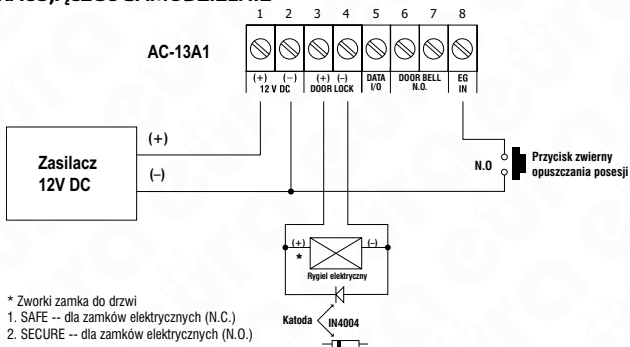 1 2 3 4 5 6 7 8
AC-13A1
(+) (−) (+) (−) DATA DOOR BELL EG
12 V DC DOOR LOCK I/O N.O. IN
Zasilacz
12V DC
(+)
(−)
N.O
Przycisk zwierny
opuszczania posesji
(+) (−)
*
Rygiel elektryczny
* Zworki zamka do drzwi
1. SAFE -- dla zamków elektrycznych (N.C.)
2. SECURE -- dla zamków elektrycznych (N.O.)
Katoda IN4004